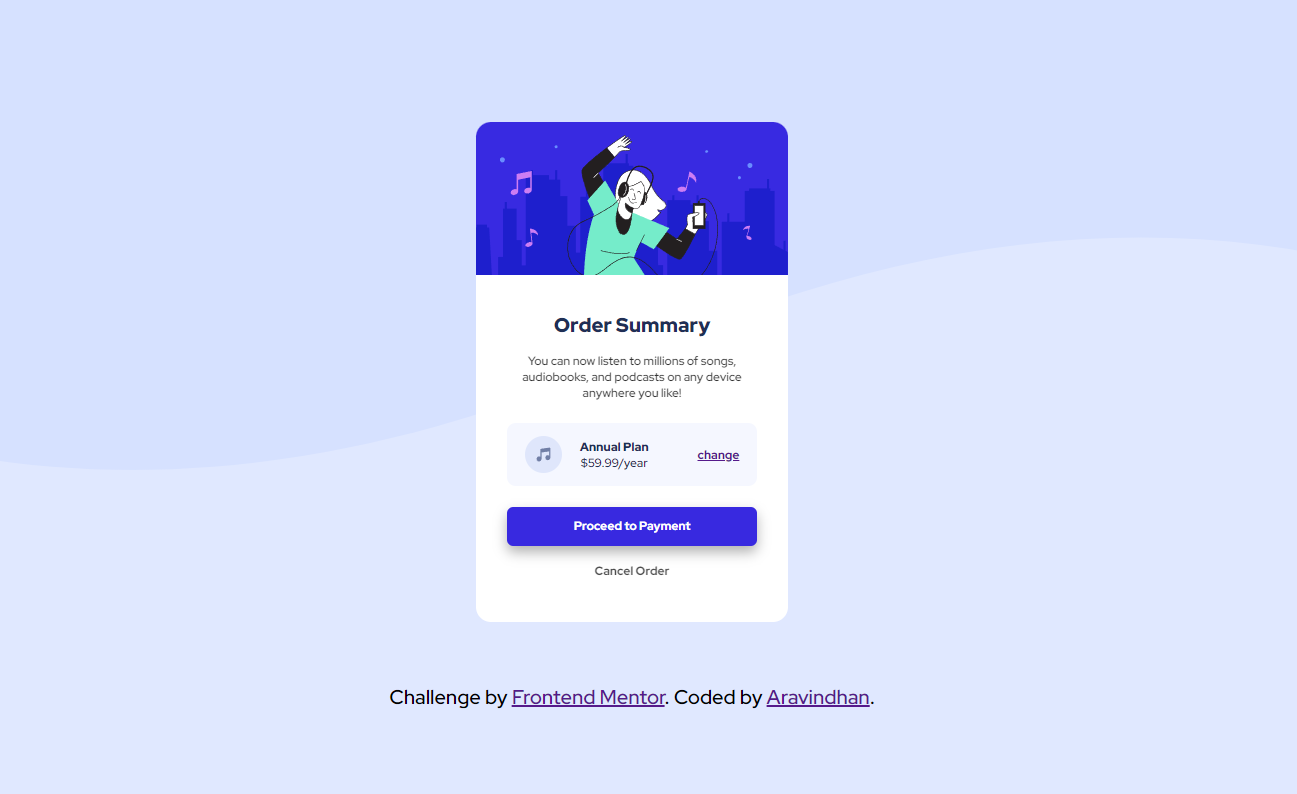 Order Summary
You can now listen to millions of songs,
audiobooks, and podcasts on any device
anywhere you like!
Annual Plan
$59.99/year
change
Proceed to Payment
Cancel Order
Challenge by Frontend Mentor. Coded by Aravindhan.